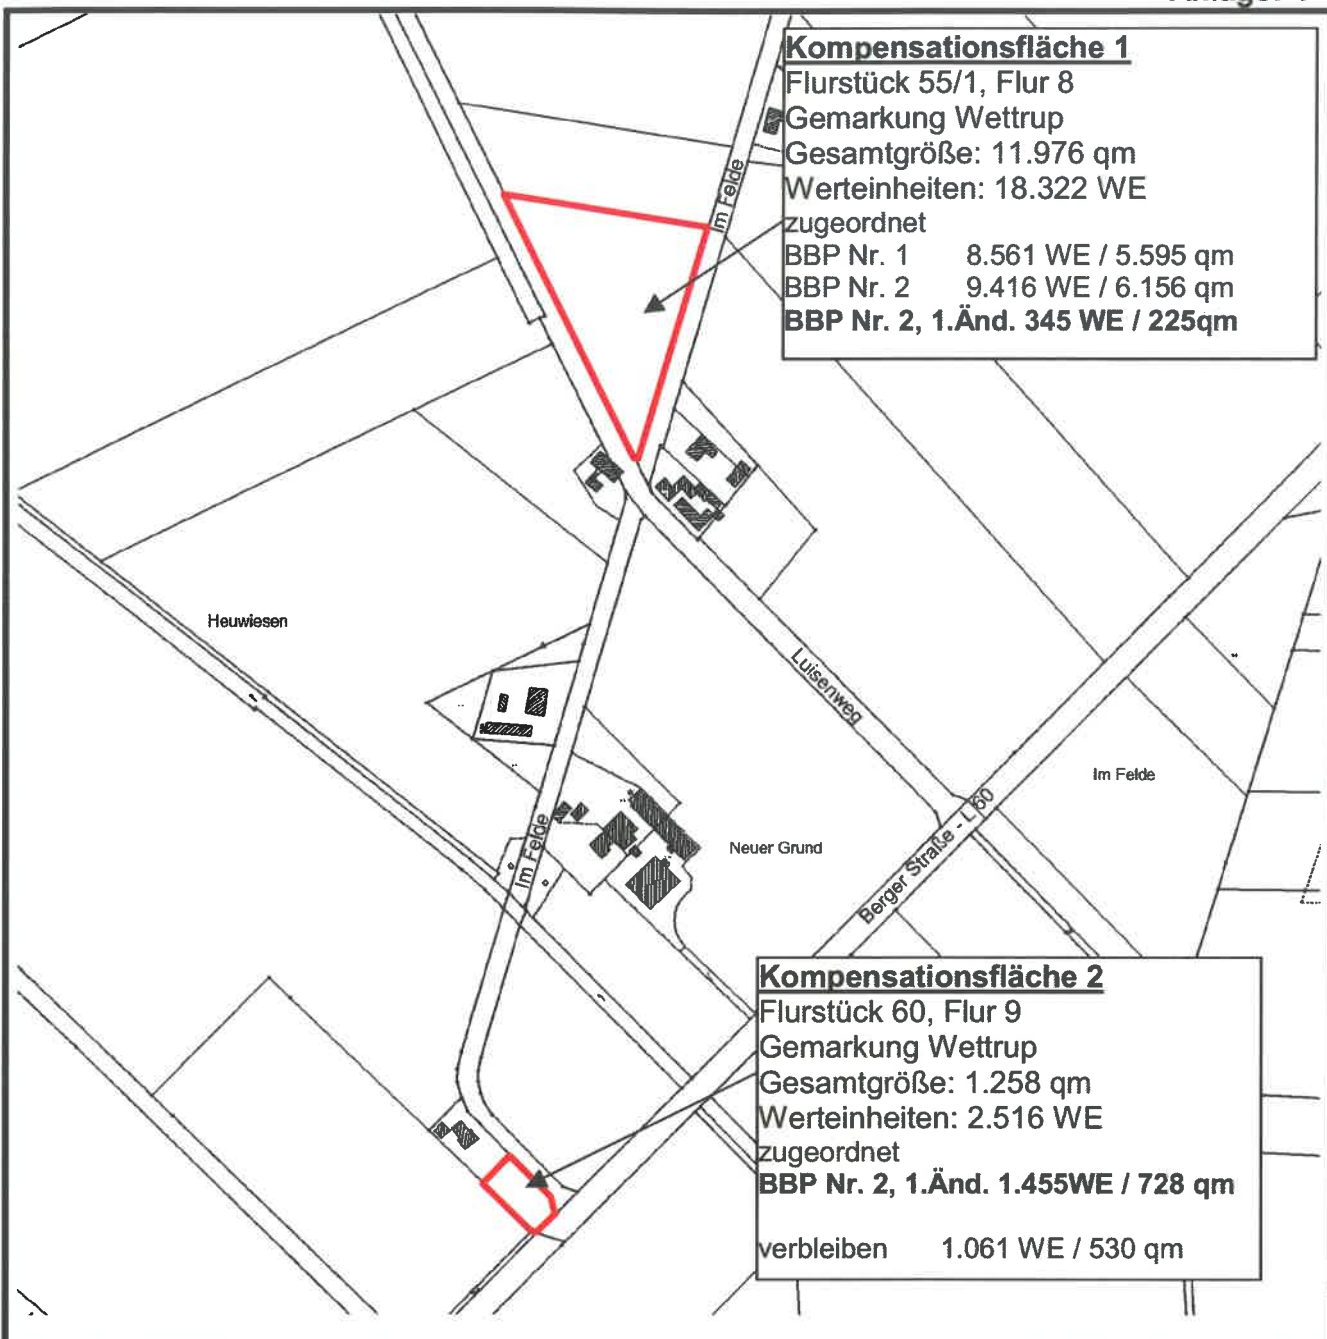 Kompensationsfläche 1
Flurstück 55/1, Flur 8
Gemarkung Wettrup
Gesamtgröße: 11.976 qm
Werteinheiten: 18.322 WE
zugeordnet
BBP Nr. 1 8.561 WE / 5.595 qm
BBP Nr. 2 9.416 WE / 6.156 qm
BBP Nr. 2, 1.Änd. 345 WE / 225qm
Im Felde
Heuwiesen
Luisenweg
Im Felde
Berger Straße - L 60
Neuer Grund
Im Felde
Kompensationsfläche 2
Flurstück 60, Flur 9
Gemarkung Wettrup
Gesamtgröße: 1.258 qm
Werteinheiten: 2.516 WE
zugeordnet
BBP Nr. 2, 1.Änd. 1.455WE / 728 qm
verbleiben 1.061 WE / 530 qm